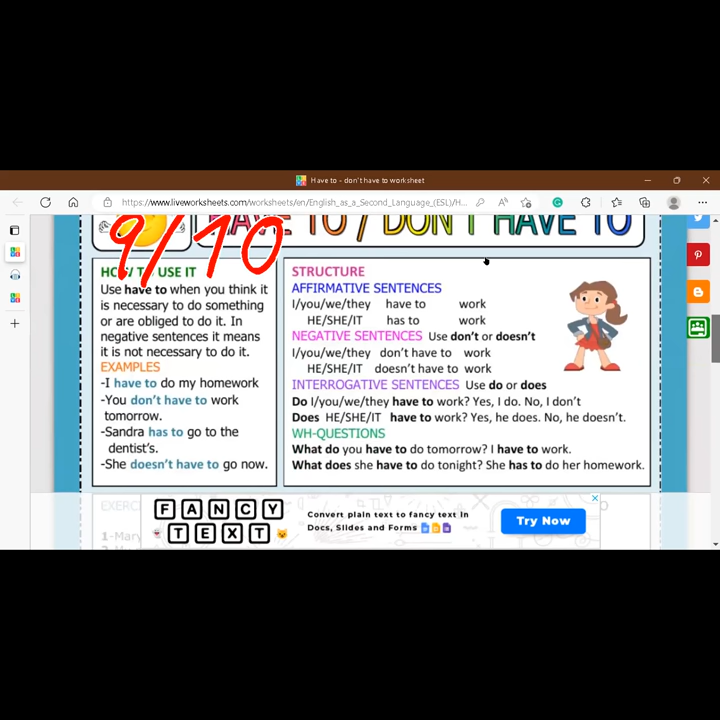 Have to - don't have to worksheet
https://www.liveworksheets.com/worksheets/en/English_as_a_Second_Language_(ESL)/H...
9/10
HAVE TO / DON'T HAVE TO
HOW TO USE IT
Use have to when you think it
is necessary to do something
or are obliged to do it. In
negative sentences it means
it is not necessary to do it.
EXAMPLES
-I have to do my homework
-You don't have to work
tomorrow.
-Sandra has to go to the
dentist's.
-She doesn't have to go now.
STRUCTURE
AFFIRMATIVE SENTENCES
I/you/we/they have to work
HE/SHE/IT has to work
NEGATIVE SENTENCES Use don't or doesn't
I/you/we/they don't have to work
HE/SHE/IT doesn't have to work
INTERROGATIVE SENTENCES Use do or does
Do I/you/we/they have to work? Yes, I do. No, I don't
Does HE/SHE/IT have to work? Yes, he does. No, he doesn't.
WH-QUESTIONS
What do you have to do tomorrow? I have to work.
What does she have to do tonight? She has to do her homework.
FANCY
TEXT
Convert plain text to fancy text in
Docs, Slides and Forms
Try Now
1-Mary